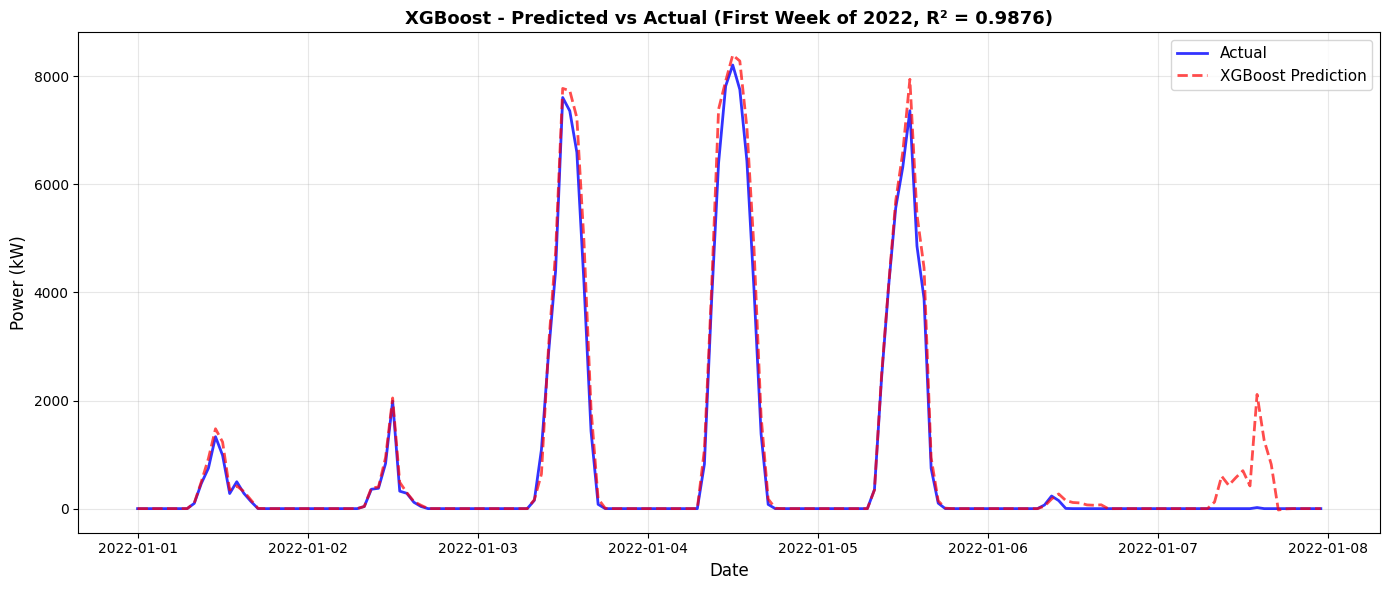 XGBoost - Predicted vs Actual (First Week of 2022, R² = 0.9876)
Actual
XGBoost Prediction
Power (kW)
8000
6000
4000
2000
0
2022-01-01
2022-01-02
2022-01-03
2022-01-04
2022-01-05
2022-01-06
2022-01-07
2022-01-08
Date